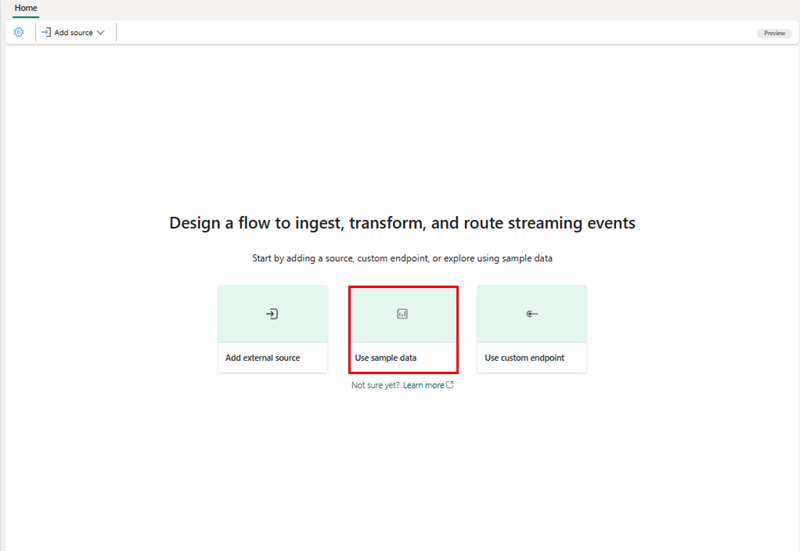 Home
Add source
Preview
Design a flow to ingest, transform, and route streaming events
Start by adding a source, custom endpoint, or explore using sample data
Add external source
Use sample data
Use custom endpoint
Not sure yet? Learn more